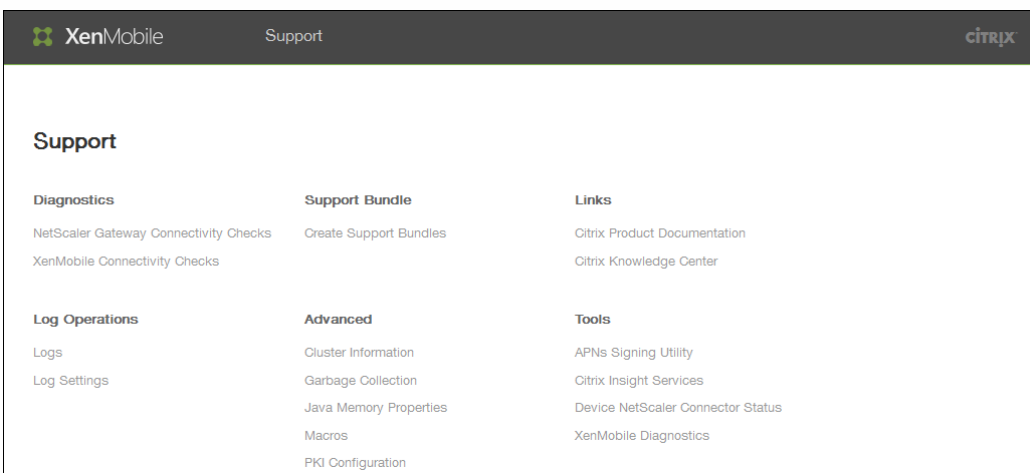 XenMobile Support CİTRIX
Support
Diagnostics Support Bundle Links
NetScaler Gateway Connectivity Checks Create Support Bundles Citrix Product Documentation
XenMobile Connectivity Checks Citrix Knowledge Center
Log Operations Advanced Tools
Logs Cluster Information APNs Signing Utility
Log Settings Garbage Collection Citrix Insight Services
Java Memory Properties Device NetScaler Connector Status
Macros XenMobile Diagnostics
PKI Configuration